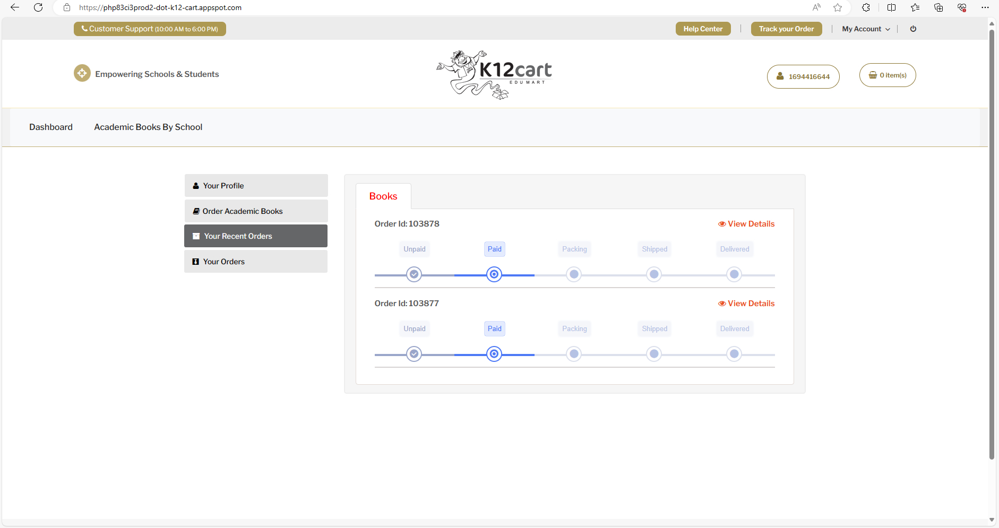 https://php83ci3prod2-dot-k12-cart.appspot.com
Customer Support (10:00 AM to 6:00 PM)
Help Center
Track your Order
My Account
Empowering Schools & Students
K12cart
EDU MART
1694416644
0 item(s)
Dashboard
Academic Books By School
Your Profile
Order Academic Books
Your Recent Orders
Your Orders
Books
Order Id: 103878
View Details
Unpaid
Paid
Packing
Shipped
Delivered
Order Id: 103877
View Details
Unpaid
Paid
Packing
Shipped
Delivered